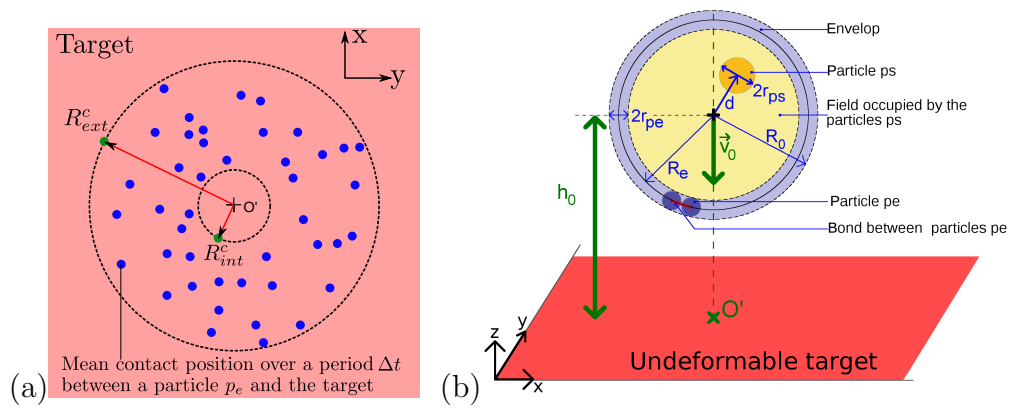 Target
x
y
R^c_ext.
O'
R^c_int
Mean contact position over a period Δt
between a particle p_e and the target
(a)
Envelop
Particle ps
2r_ps
d
Field occupied by the
particles ps
2r_pe
v⃗_0
R_0
R_e
h_0
Particle pe
Bond between particles pe
O'
Undeformable target
z
y
x
(b)